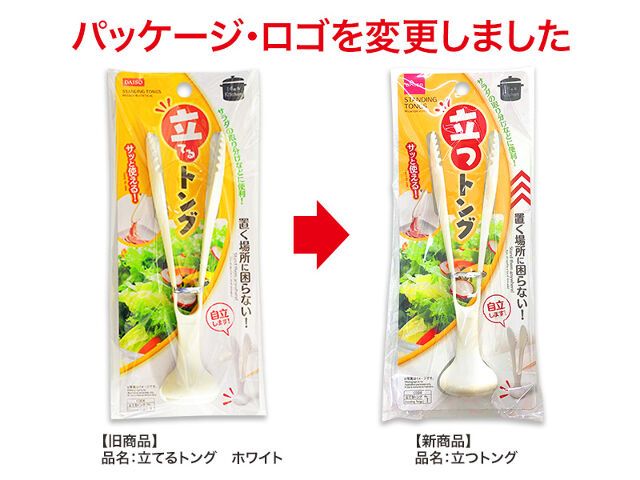 パッケージ・ロゴを変更しました
DAISO
STANDING TONGS
立てる
トング
サッと使える!
サラダの取り分けなどに便利!
置く場所に困らない!
自立
します!
DAISO
STANDING
TONGS
立つ
トング
サッと使える!
サラダの取り分けなどに便利!
置く場所に困らない!
自立
します!
【旧商品】
品名：立てるトング　ホワイト
【新商品】
品名：立つトング